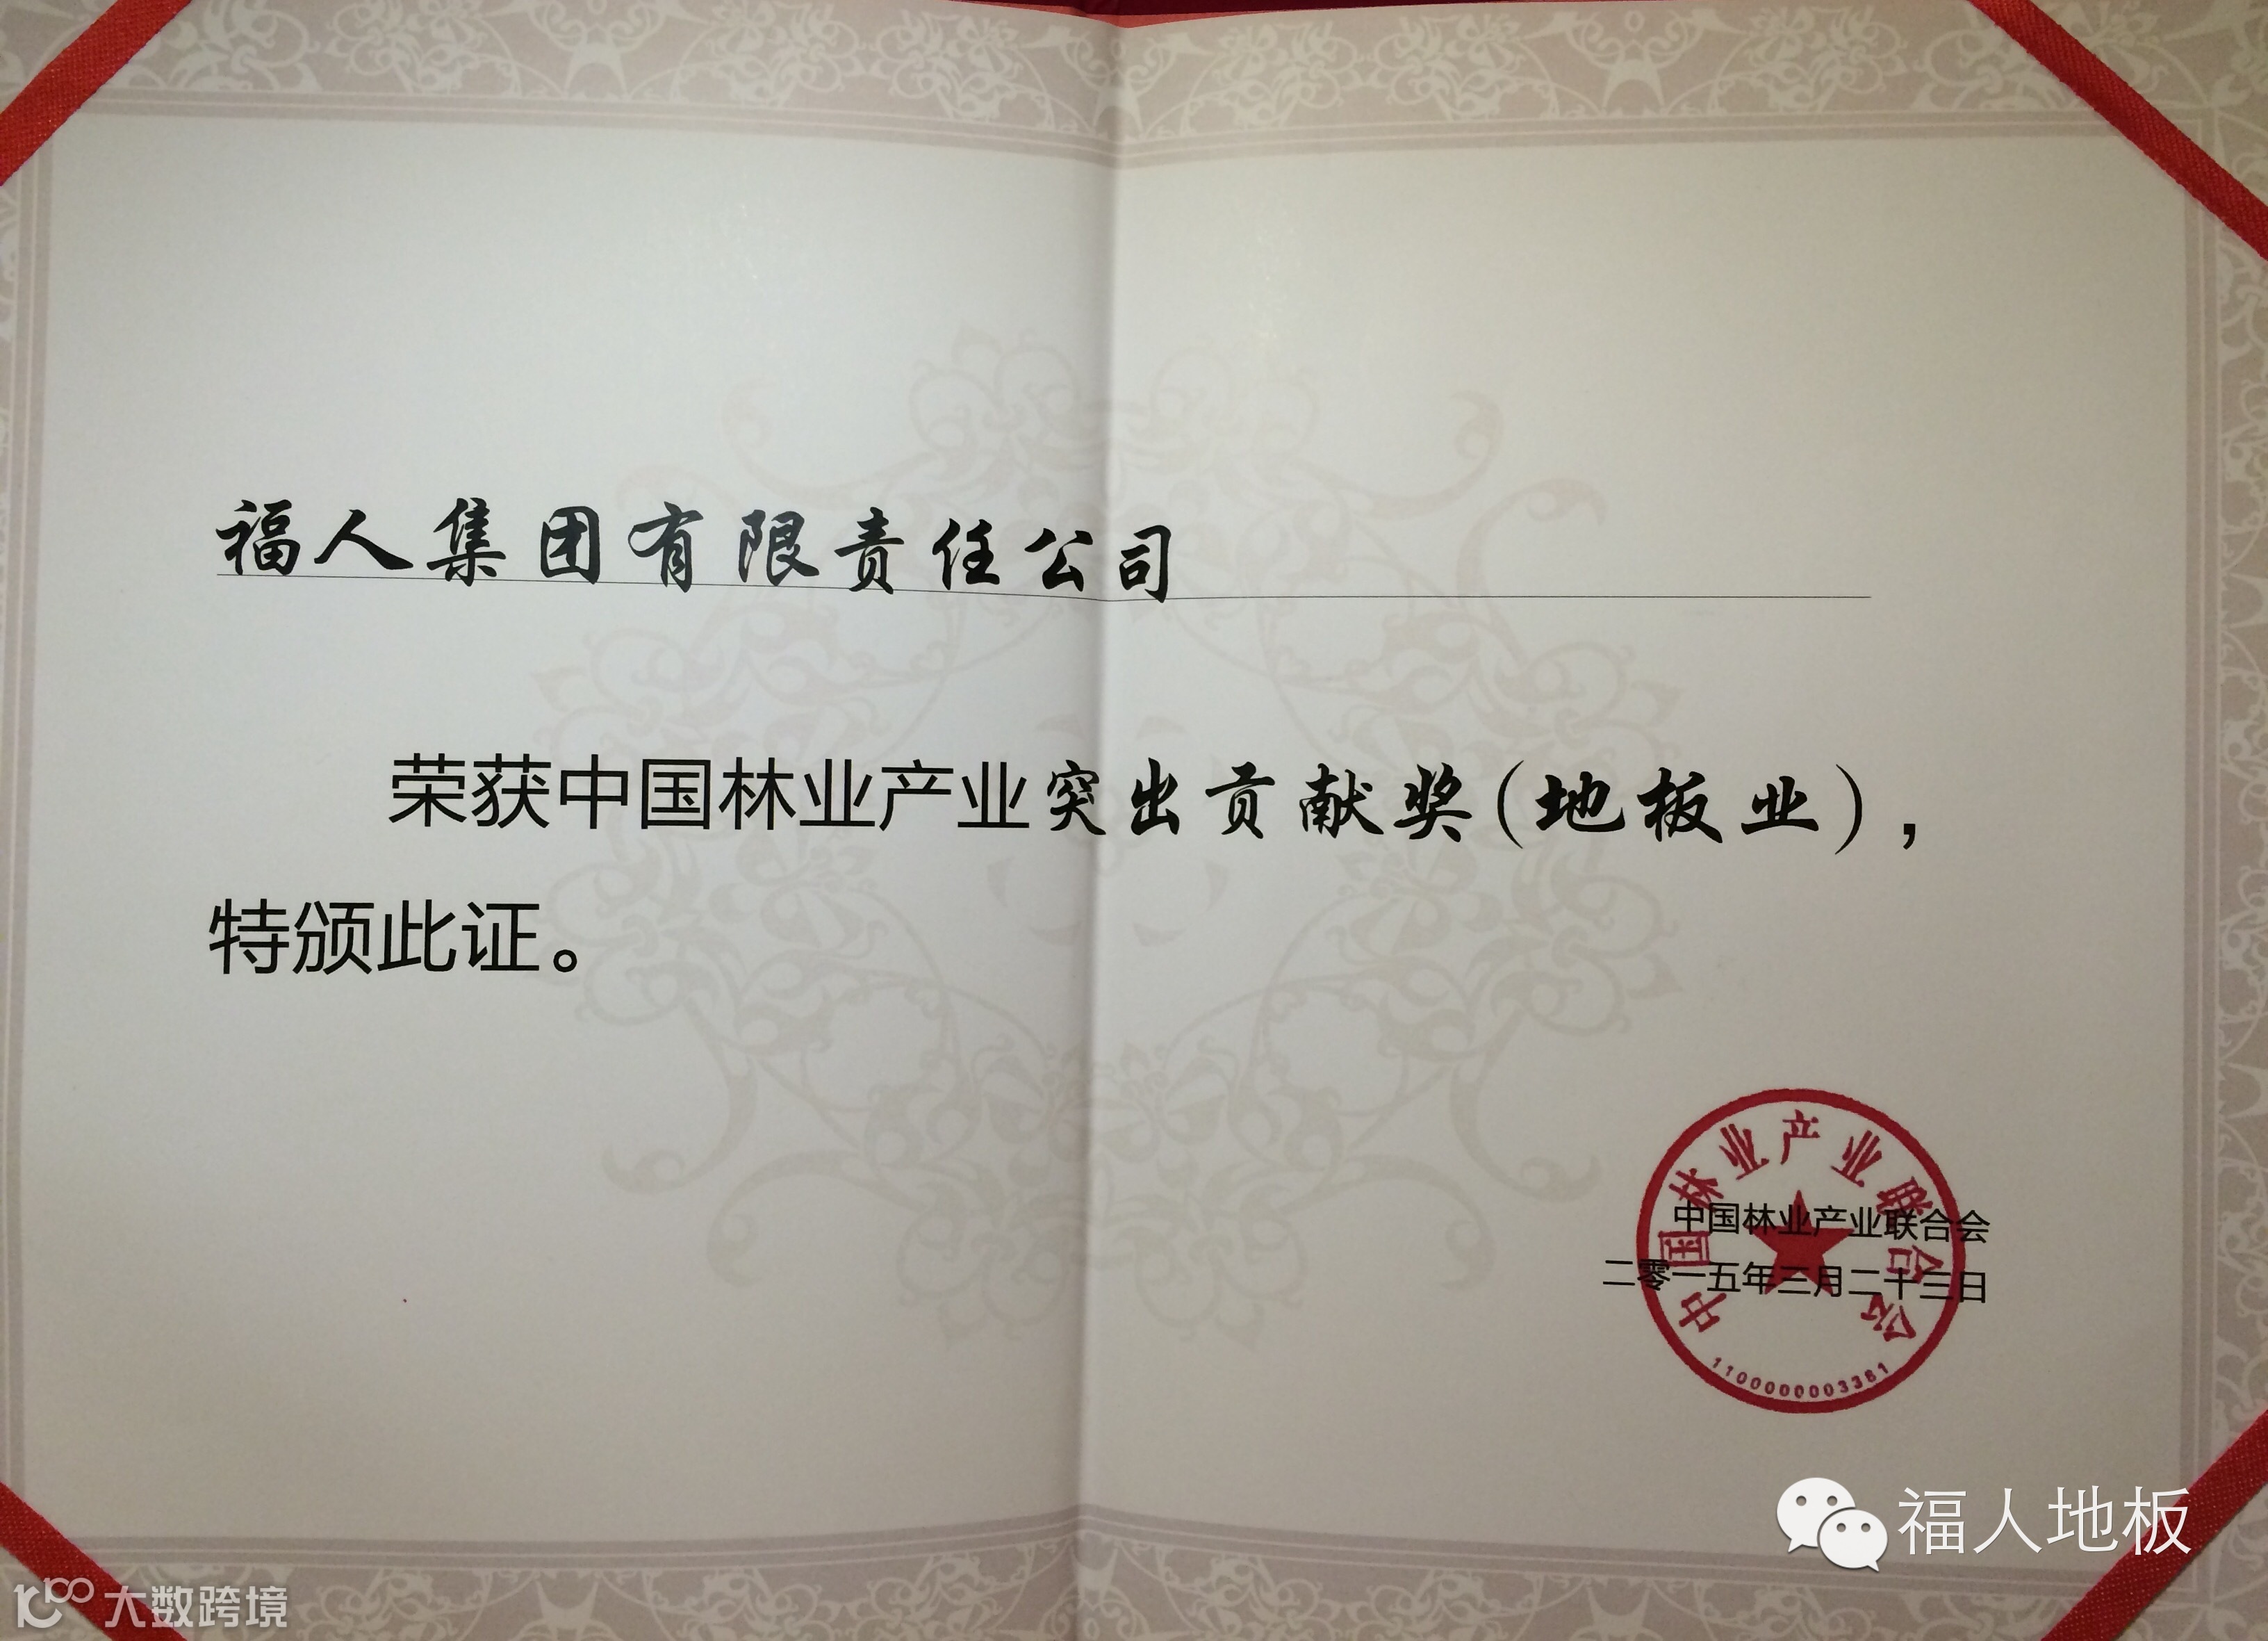 福人集团有限责任公司
荣获中国林业产业突出贡献奖(地板业),
特颁此证。
中国林业产业联合会
中国林业产业联合会
二零一五年三月二十三日
1100000003381
福人地板
大数跨境